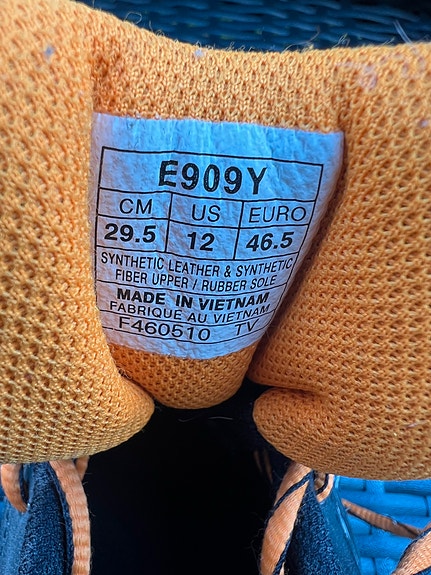 E909Y
CM US EURO
29.5 12 46.5
SYNTHETIC LEATHER & SYNTHETIC
FIBER UPPER / RUBBER SOLE
MADE IN VIETNAM
FABRIQUE AU VIETNAM
F460510 TV